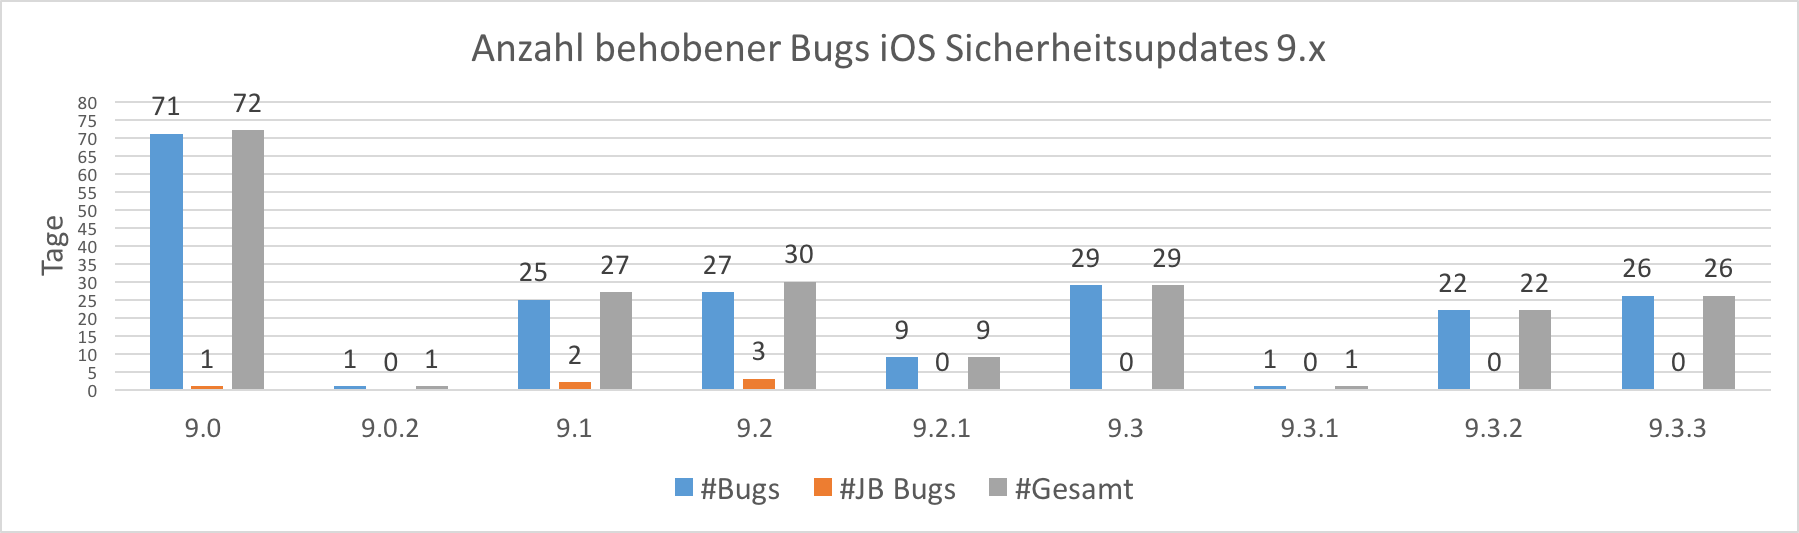 Anzahl behobener Bugs iOS Sicherheitsupdates 9.x
Tage
80
75
70
65
60
55
50
45
40
35
30
25
20
15
10
5
0
71 1 72
1 0 1
25 2 27
27 3 30
9 0 9
29 0 29
1 0 1
22 0 22
26 0 26
9.0 9.0.2 9.1 9.2 9.2.1 9.3 9.3.1 9.3.2 9.3.3
#Bugs #JB Bugs #Gesamt